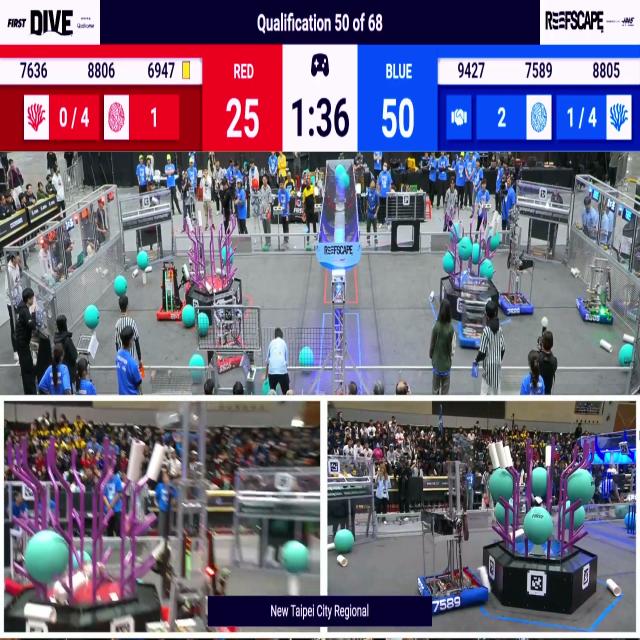 FIRST DIVE
Qualification 50 of 68
REEFSCAPE
7636 8806 6947
RED
BLUE
9427 7589 8805
0 / 4
1
25
1:36
50
2
1 / 4
REEFSCAPE
7589
New Taipei City Regional